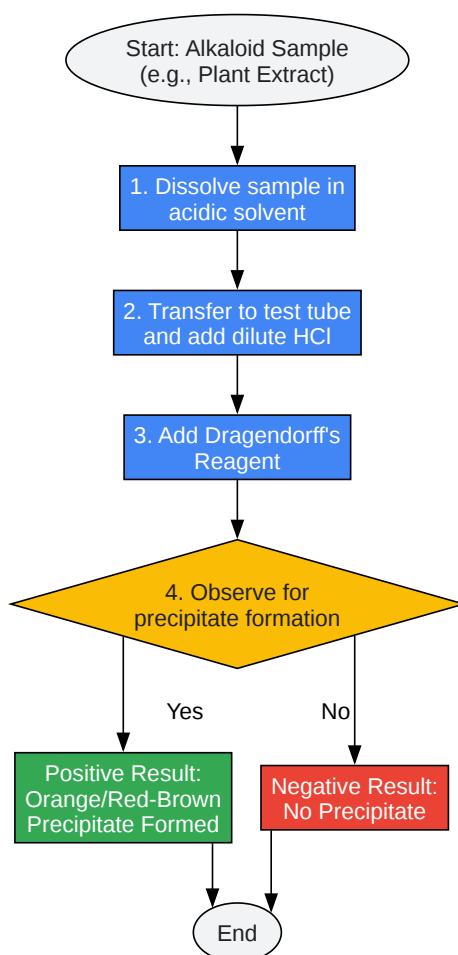 Start: Alkaloid Sample
(e.g., Plant Extract)
1. Dissolve sample in
acidic solvent
2. Transfer to test tube
and add dilute HCl
3. Add Dragendorff's
Reagent
4. Observe for
precipitate formation
Yes
No
Positive Result:
Orange/Red-Brown
Precipitate Formed
Negative Result:
No Precipitate
End